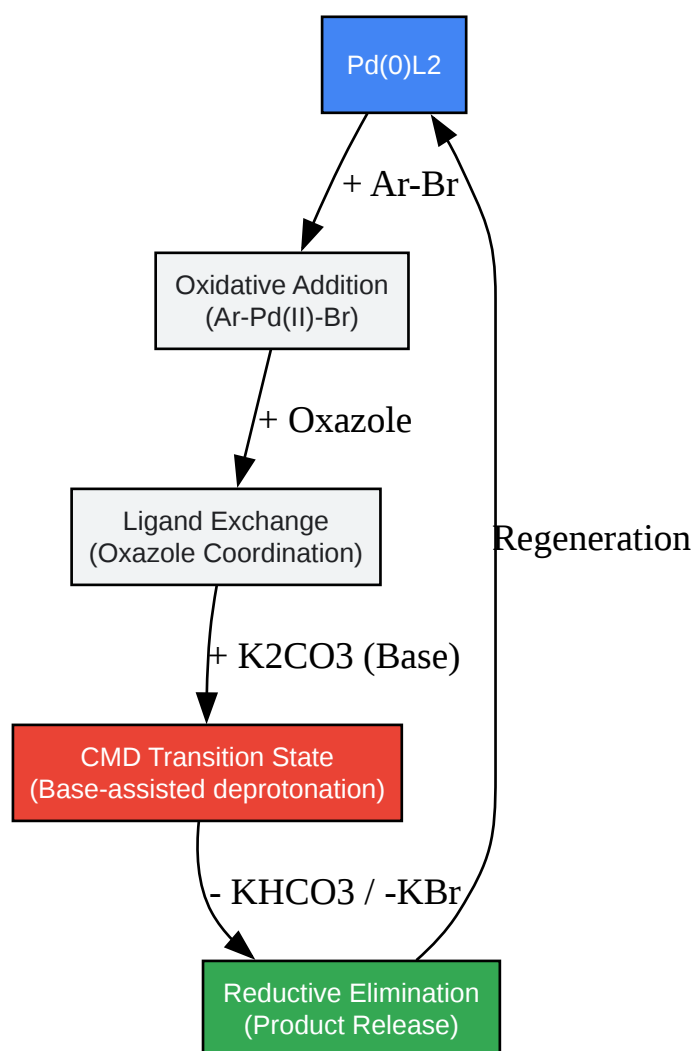 Pd(0)L2
+ Ar-Br
Oxidative Addition
(Ar-Pd(II)-Br)
+ Oxazole
Ligand Exchange
(Oxazole Coordination)
Regeneration
+ K2CO3 (Base)
CMD Transition State
(Base-assisted deprotonation)
- KHCO3 / -KBr
Reductive Elimination
(Product Release)